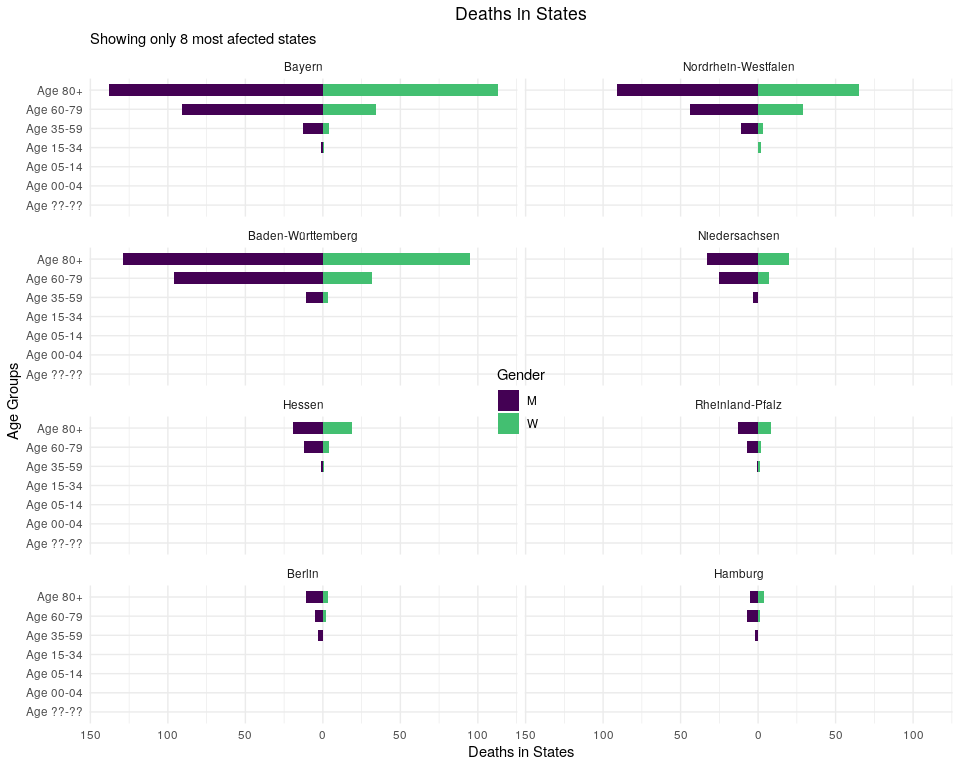 Deaths in States
Showing only 8 most afected states
Bayern
Nordrhein-Westfalen
Age 80+
Age 60-79
Age 35-59
Age 15-34
Age 05-14
Age 00-04
Age ??-??
Baden-Württemberg
Niedersachsen
Age 80+
Age 60-79
Age 35-59
Age 15-34
Age 05-14
Age 00-04
Age ??-??
Age Groups
Gender
M
W
Hessen
Rheinland-Pfalz
Age 80+
Age 60-79
Age 35-59
Age 15-34
Age 05-14
Age 00-04
Age ??-??
Berlin
Hamburg
Age 80+
Age 60-79
Age 35-59
Age 15-34
Age 05-14
Age 00-04
Age ??-??
150 100 50 0 50 100 150 100 50 0 50 100
Deaths in States